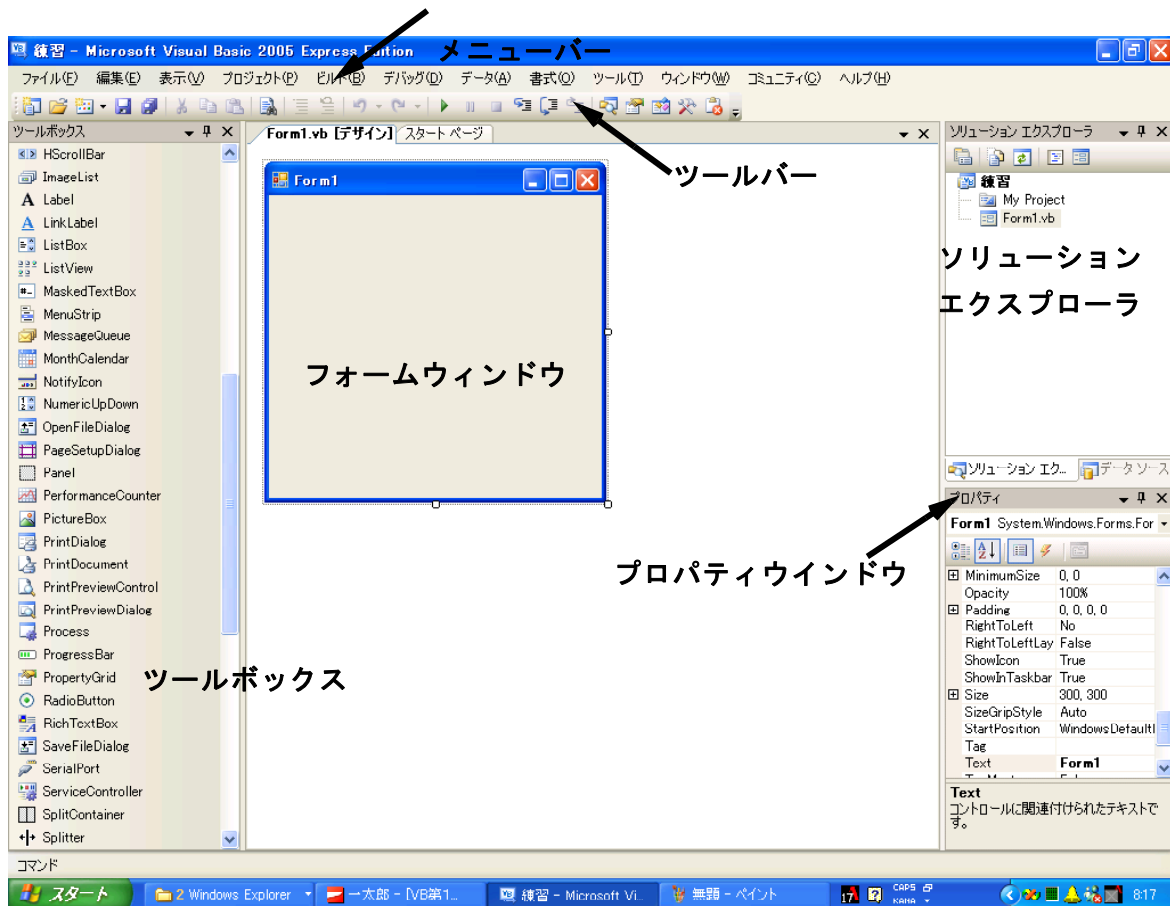 練習 - Microsoft Visual Basic 2005 Express Edition
メニューバー
ファイル(F) 編集(E) 表示(V) プロジェクト(P) ビルド(B) デバッグ(D) データ(A) 書式(O) ツール(T) ウィンドウ(W) コミュニティ(C) ヘルプ(H)
ツールボックス
HScrollBar
ImageList
Label
LinkLabel
ListBox
ListView
MaskedTextBox
MenuStrip
MessageQueue
MonthCalendar
NotifyIcon
NumericUpDown
OpenFileDialog
PageSetupDialog
Panel
PerformanceCounter
PictureBox
PrintDialog
PrintDocument
PrintPreviewControl
PrintPreviewDialog
Process
ProgressBar
PropertyGrid
RadioButton
RichTextBox
SaveFileDialog
SerialPort
ServiceController
SplitContainer
Splitter
ツールボックス
Form1.vb [デザイン] スタート ページ
Form1
フォームウィンドウ
ツールバー
プロパティウインドウ
ソリューション エクスプローラ
練習
My Project
Form1.vb
ソリューション
エクスプローラ
ソリューション エク... データ ソース
プロパティ
Form1 System.Windows.Forms.For
MinimumSize 0, 0
Opacity 100%
Padding 0, 0, 0, 0
RightToLeft No
RightToLeftLay False
ShowIcon True
ShowInTaskbar True
Size 300, 300
SizeGripStyle Auto
StartPosition WindowsDefaultl
Tag
Text Form1
Text
コントロールに関連付けられたテキストで
す。
コマンド
スタート 2 Windows Explorer 一太郎 - [VB第1... 練習 - Microsoft Vi... 無題 - ペイント 17 CAPS KANA 8:17